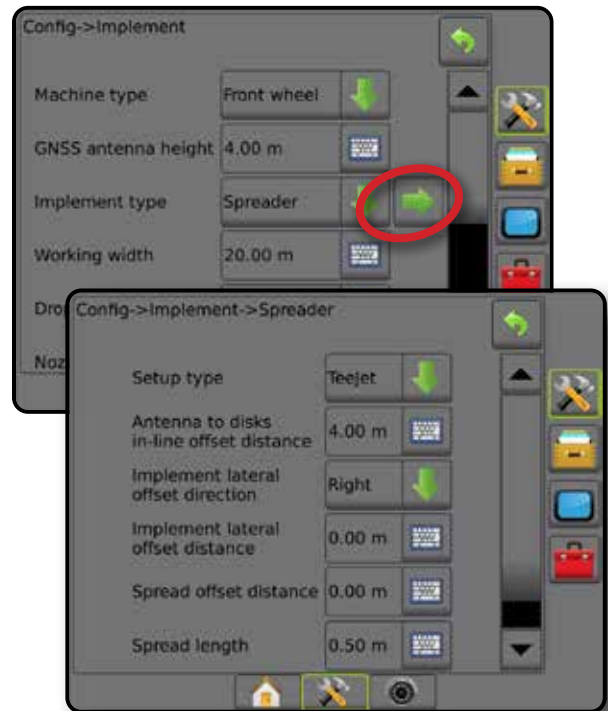 Config->Implement
Machine type Front wheel
GNSS antenna height 4.00 m
Implement type Spreader
Working width 20.00 m
Dro
Noz
Config->Implement->Spreader
Setup type Teejet
Antenna to disks
in-line offset distance 4.00 m
Implement lateral
offset direction Right
Implement lateral
offset distance 0.00 m
Spread offset distance 0.00 m
Spread length 0.50 m